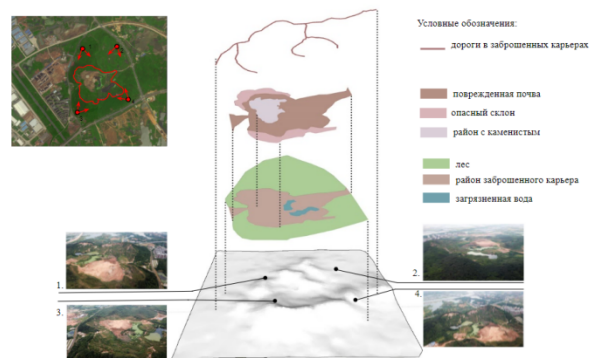 Условные обозначения:
дороги в заброшенных карьерах
поврежденная почва
опасный склон
район с каменистым
лес
район заброшенного карьера
загрязненная вода
1.
2.
3.
4.